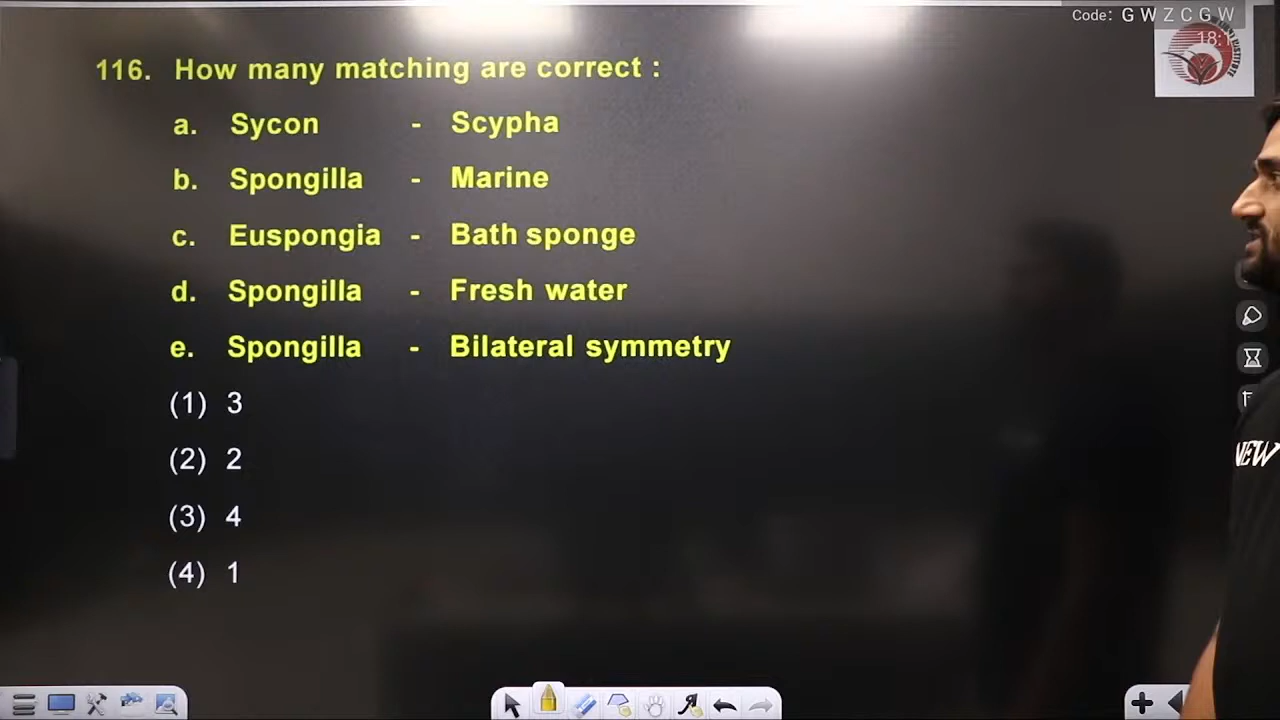 Code: G W Z C G W
116. How many matching are correct :
a. Sycon - Scypha
b. Spongilla - Marine
c. Euspongia - Bath sponge
d. Spongilla - Fresh water
e. Spongilla - Bilateral symmetry
(1) 3
(2) 2
(3) 4
(4) 1
NEW